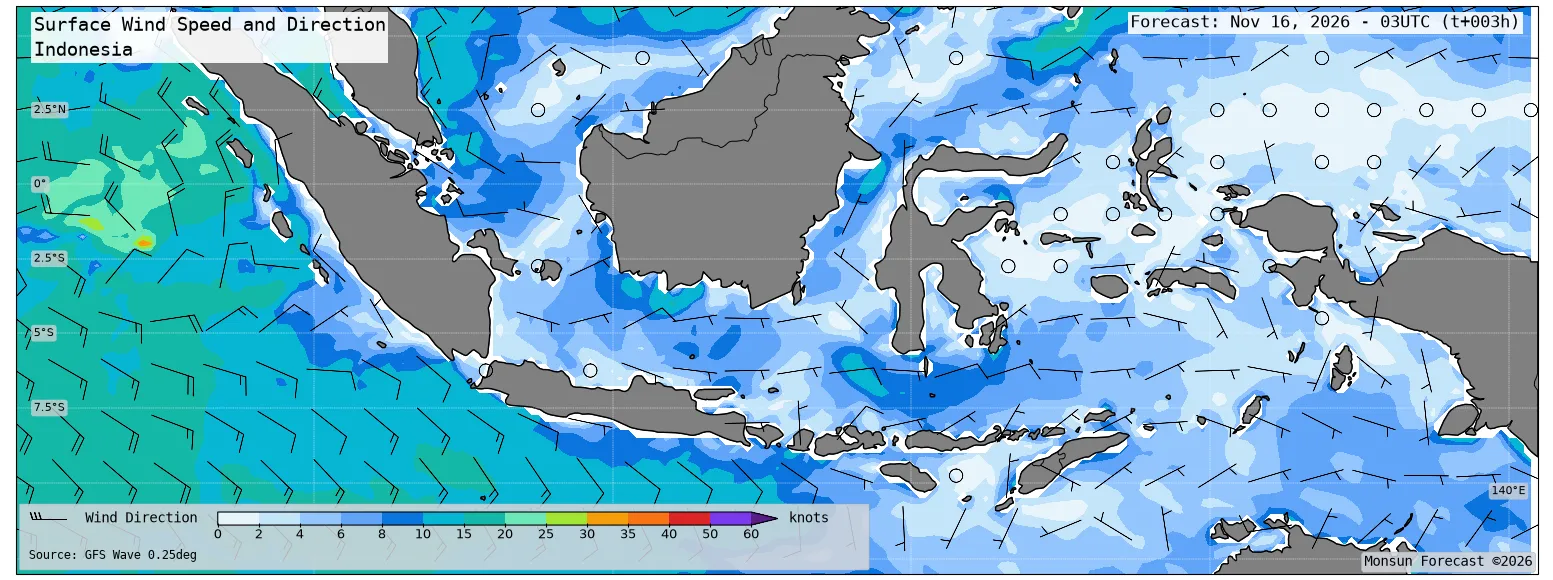 Surface Wind Speed and Direction
Indonesia
Forecast: Nov 16, 2026 - 03UTC (t+003h)
2.5°N
0°
2.5°S
5°S
7.5°S
140°E
Wind Direction
0 2 4 6 8 10 15 20 25 30 35 40 50 60
knots
Source: GFS Wave 0.25deg
Monsun Forecast ©2026